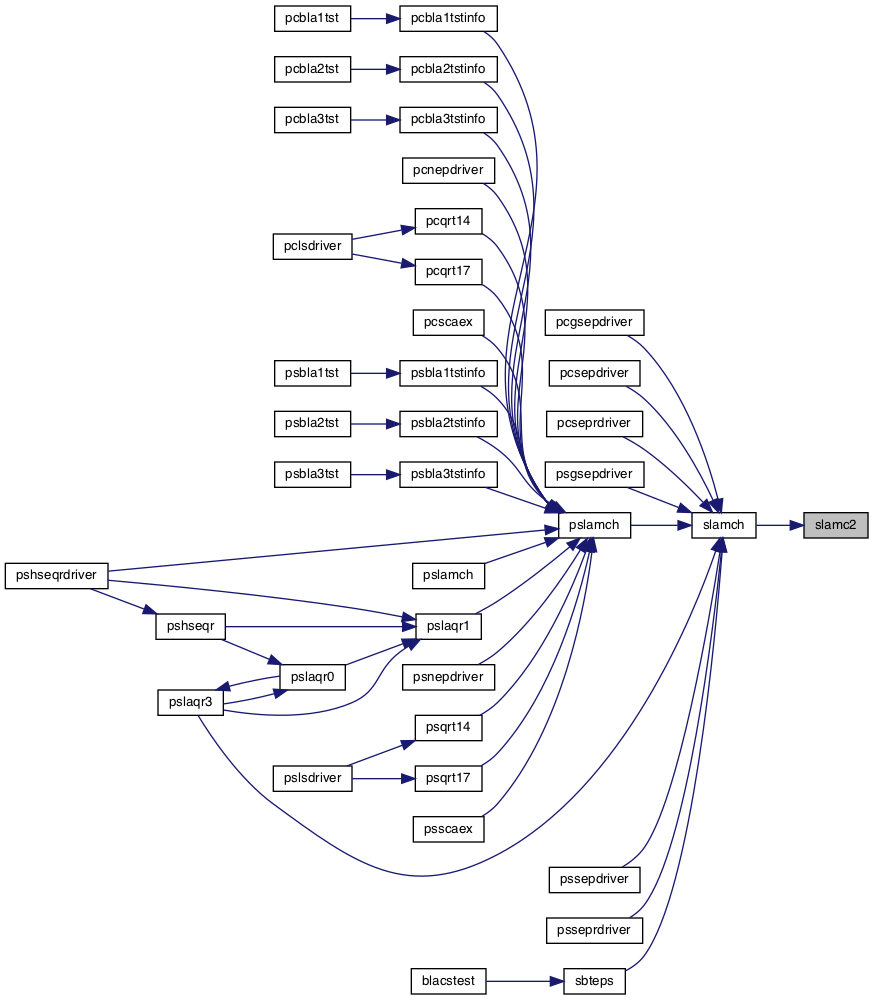 pcbla1tst
pcbla1tstinfo
pcbla2tst
pcbla2tstinfo
pcbla3tst
pcbla3tstinfo
pcnepdriver
pcqrt14
pclsdriver
pcqrt17
pcscaex
pcgsepdriver
psbla1tst
psbla1tstinfo
pcsepdriver
psbla2tst
psbla2tstinfo
pcseprdriver
psbla3tst
psbla3tstinfo
psgsepdriver
pslamch
slamch
slamc2
pshseqrdriver
pslamch
pshseqr
pslaqr1
pslaqr0
psnepdriver
pslaqr3
psqrt14
pslsdriver
psqrt17
psscaex
pssepdriver
psseprdriver
blacstest
sbteps